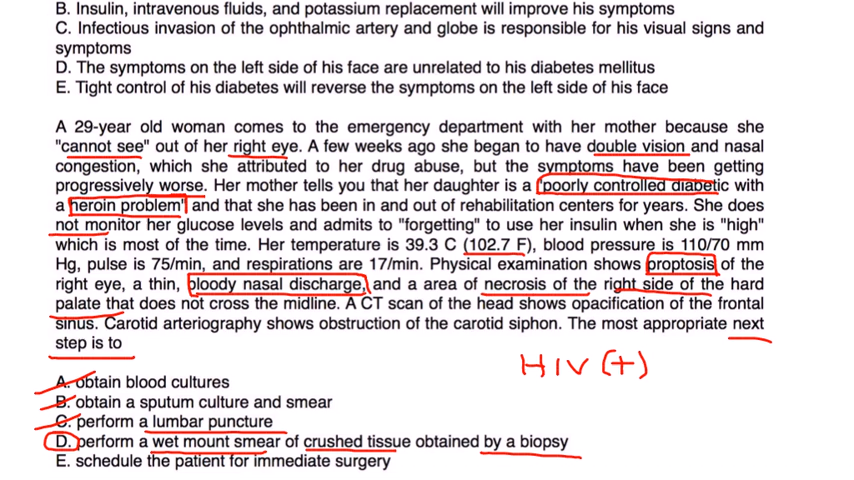 B. Insulin, intravenous fluids, and potassium replacement will improve his symptoms
C. Infectious invasion of the ophthalmic artery and globe is responsible for his visual signs and
symptoms
D. The symptoms on the left side of his face are unrelated to his diabetes mellitus
E. Tight control of his diabetes will reverse the symptoms on the left side of his face
A 29-year old woman comes to the emergency department with her mother because she
"cannot see" out of her right eye. A few weeks ago she began to have double vision and nasal
congestion, which she attributed to her drug abuse, but the symptoms have been getting
progressively worse. Her mother tells you that her daughter is a "poorly controlled diabetic with
a heroin problem" and that she has been in and out of rehabilitation centers for years. She does
not monitor her glucose levels and admits to "forgetting" to use her insulin when she is "high"
which is most of the time. Her temperature is 39.3 C (102.7 F), blood pressure is 110/70 mm
Hg, pulse is 75/min, and respirations are 17/min. Physical examination shows proptosis of the
right eye, a thin, bloody nasal discharge, and a area of necrosis of the right side of the hard
palate that does not cross the midline. A CT scan of the head shows opacification of the frontal
sinus. Carotid arteriography shows obstruction of the carotid siphon. The most appropriate next
step is to
HIV (+)
A. obtain blood cultures
B. obtain a sputum culture and smear
C. perform a lumbar puncture
D. perform a wet mount smear of crushed tissue obtained by a biopsy
E. schedule the patient for immediate surgery